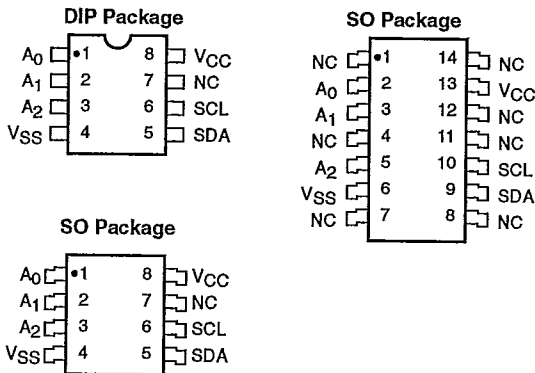 DIP Package
A0 1 8 VCC
A1 2 7 NC
A2 3 6 SCL
VSS 4 5 SDA
SO Package
NC 1 14 NC
A0 2 13 VCC
A1 3 12 NC
NC 4 11 NC
A2 5 10 SCL
VSS 6 9 SDA
NC 7 8 NC
SO Package
A0 1 8 VCC
A1 2 7 NC
A2 3 6 SCL
VSS 4 5 SDA